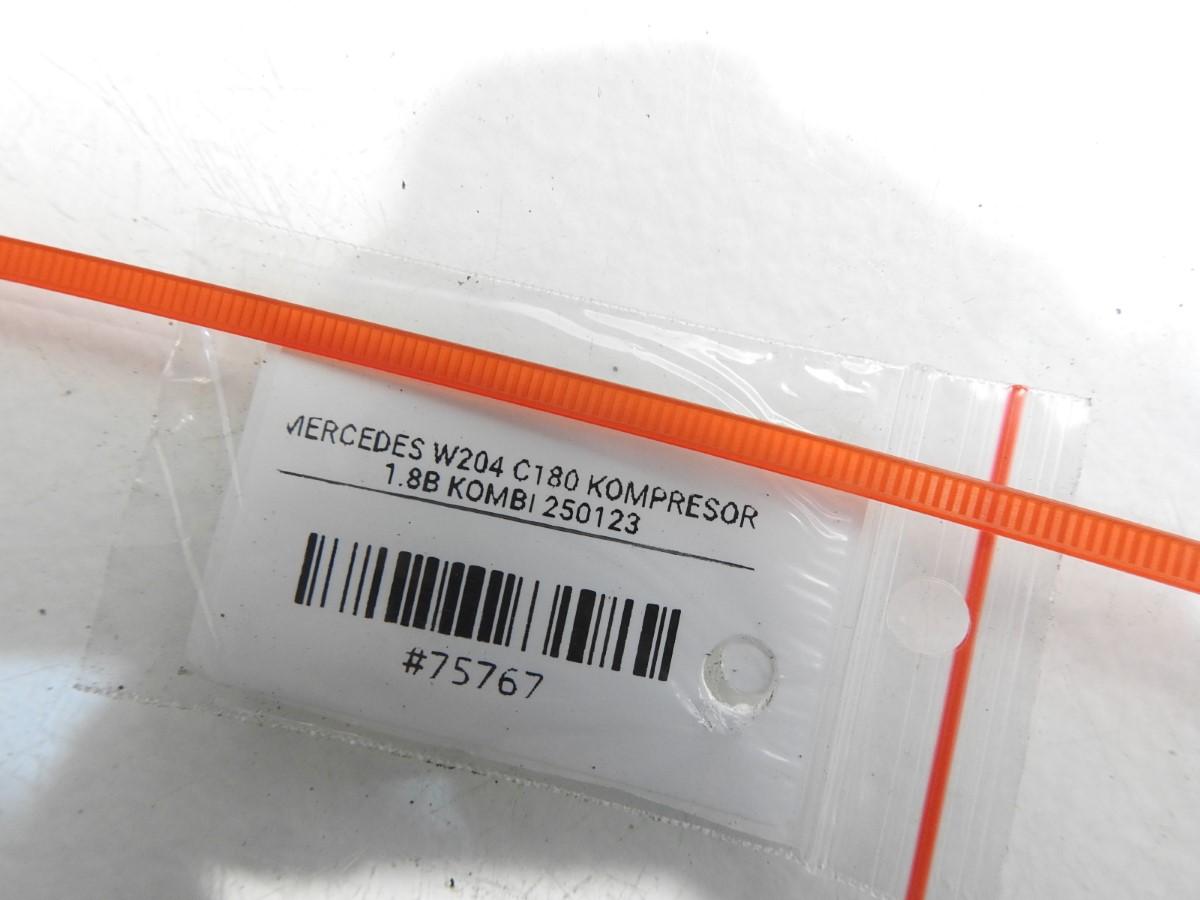 MERCEDES W204 C180 KOMPRESOR
1.8B KOMBI 250123
#75767